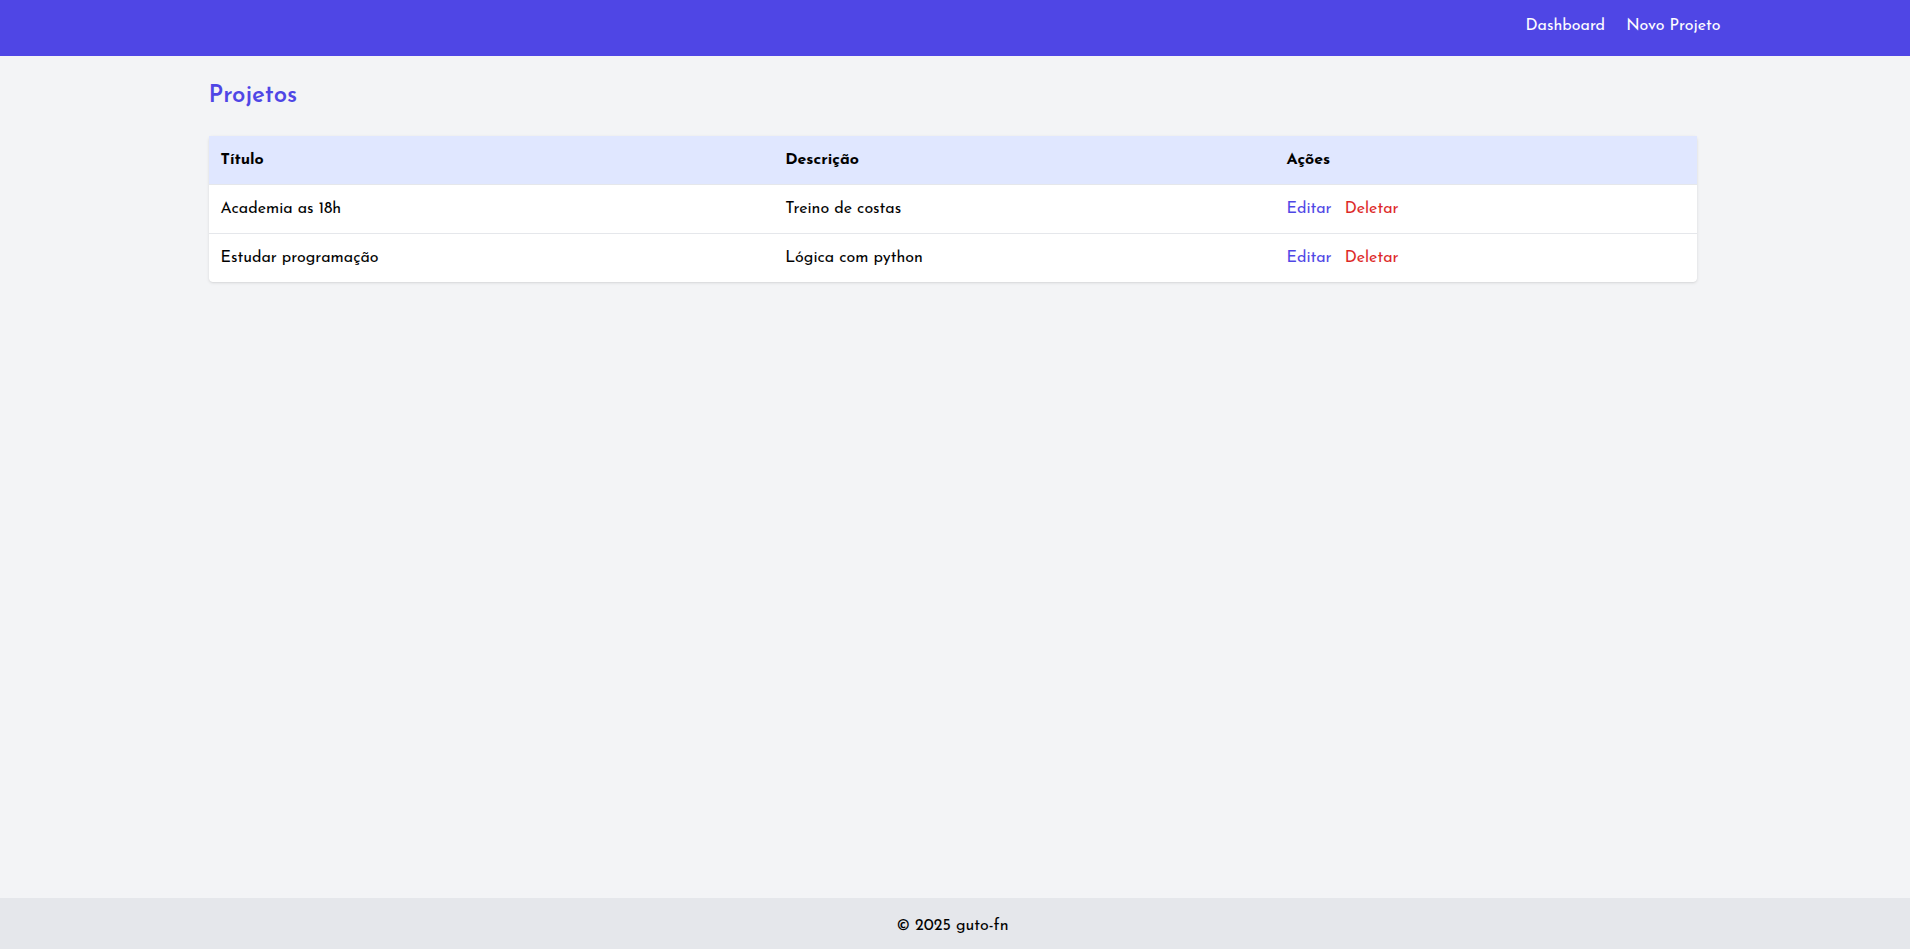 Dashboard Novo Projeto
Projetos
Título Descrição Ações
Academia as 18h Treino de costas Editar Deletar
Estudar programação Lógica com python Editar Deletar
© 2025 guto-fn